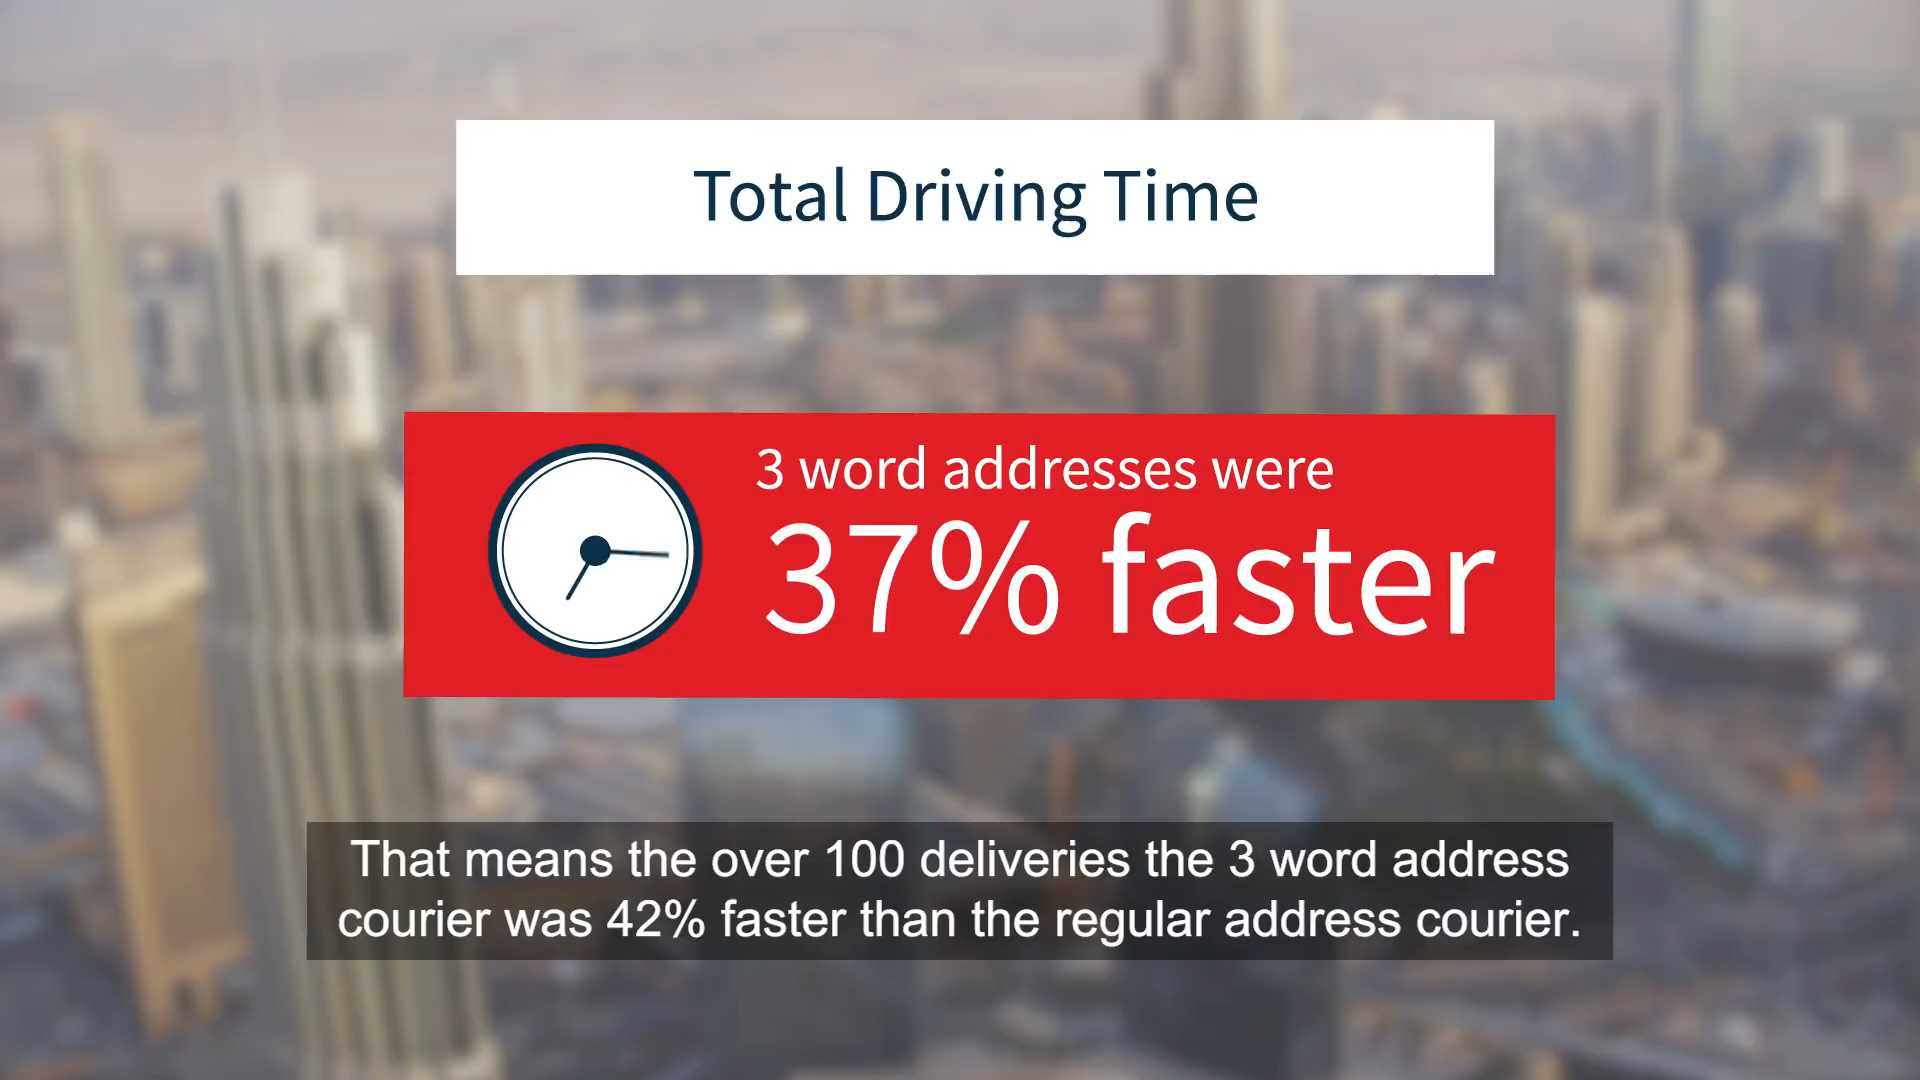 Total Driving Time
3 word addresses were
37% faster
That means the over 100 deliveries the 3 word address
courier was 42% faster than the regular address courier.